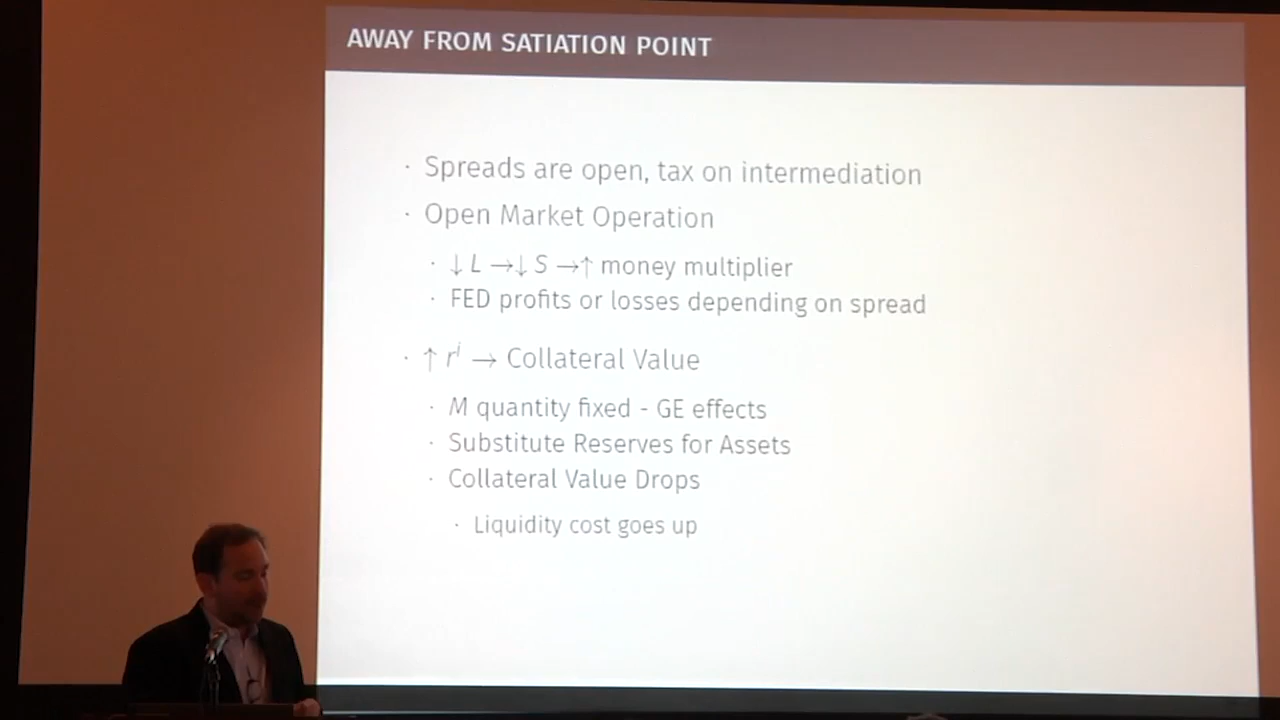 AWAY FROM SATIATION POINT
· Spreads are open, tax on intermediation
· Open Market Operation
· ↓ L →↓ S →↑ money multiplier
· FED profits or losses depending on spread
· ↑ rⁱ → Collateral Value
· M quantity fixed - GE effects
· Substitute Reserves for Assets
· Collateral Value Drops
· Liquidity cost goes up